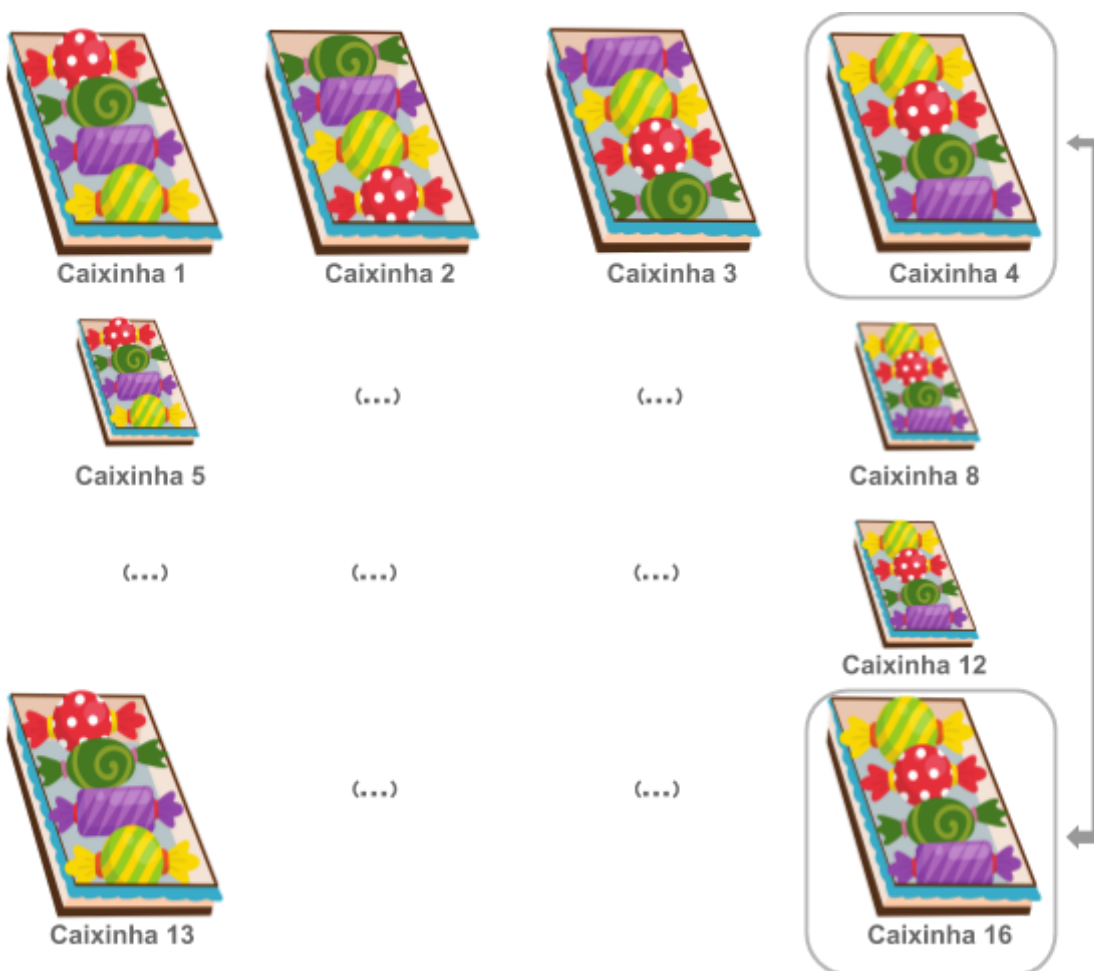 Caixinha 1
Caixinha 2
Caixinha 3
Caixinha 4
Caixinha 5
(...)
(...)
Caixinha 8
(...)
(...)
(...)
Caixinha 12
Caixinha 13
(...)
(...)
Caixinha 16